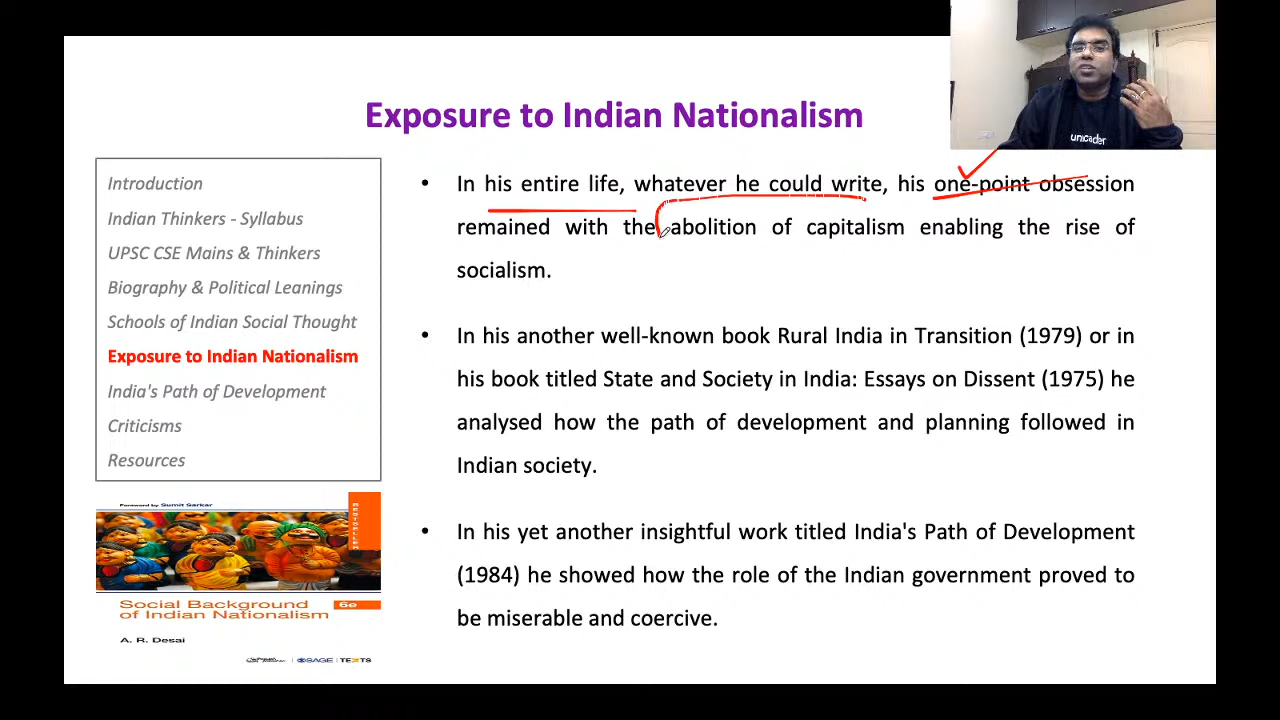 unıcader
Exposure to Indian Nationalism
Introduction
Indian Thinkers - Syllabus
UPSC CSE Mains & Thinkers
Biography & Political Leanings
Schools of Indian Social Thought
Exposure to Indian Nationalism
India's Path of Development
Criticisms
Resources
Foreword by Sumit Sarkar
Social Background
of Indian Nationalism
6e
A. R. Desai
SAGE | TEXTS
• In his entire life, whatever he could write, his one-point obsession
remained with the abolition of capitalism enabling the rise of
socialism.
• In his another well-known book Rural India in Transition (1979) or in
his book titled State and Society in India: Essays on Dissent (1975) he
analysed how the path of development and planning followed in
Indian society.
• In his yet another insightful work titled India's Path of Development
(1984) he showed how the role of the Indian government proved to
be miserable and coercive.